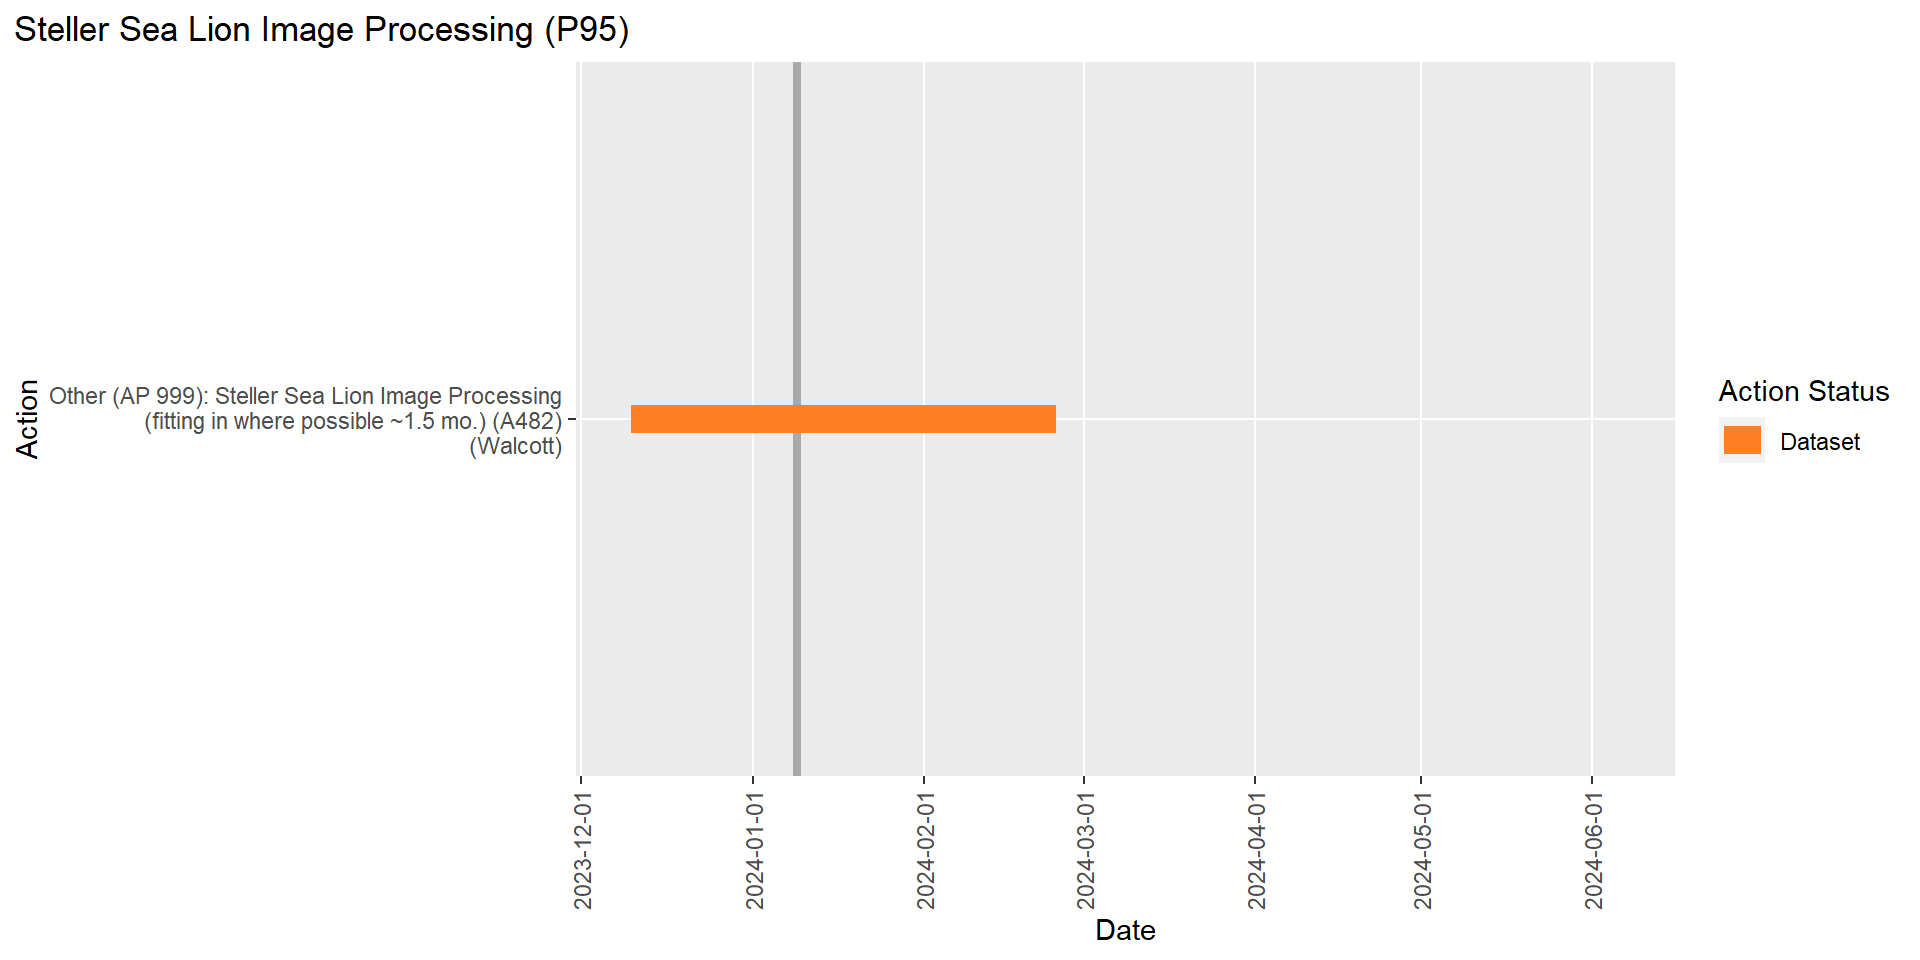 Steller Sea Lion Image Processing (P95)
Action
Other (AP 999): Steller Sea Lion Image Processing
(fitting in where possible ~1.5 mo.) (A482)
(Walcott)
Action Status
Dataset
2023-12-01
2024-01-01
2024-02-01
2024-03-01
2024-04-01
2024-05-01
2024-06-01
Date